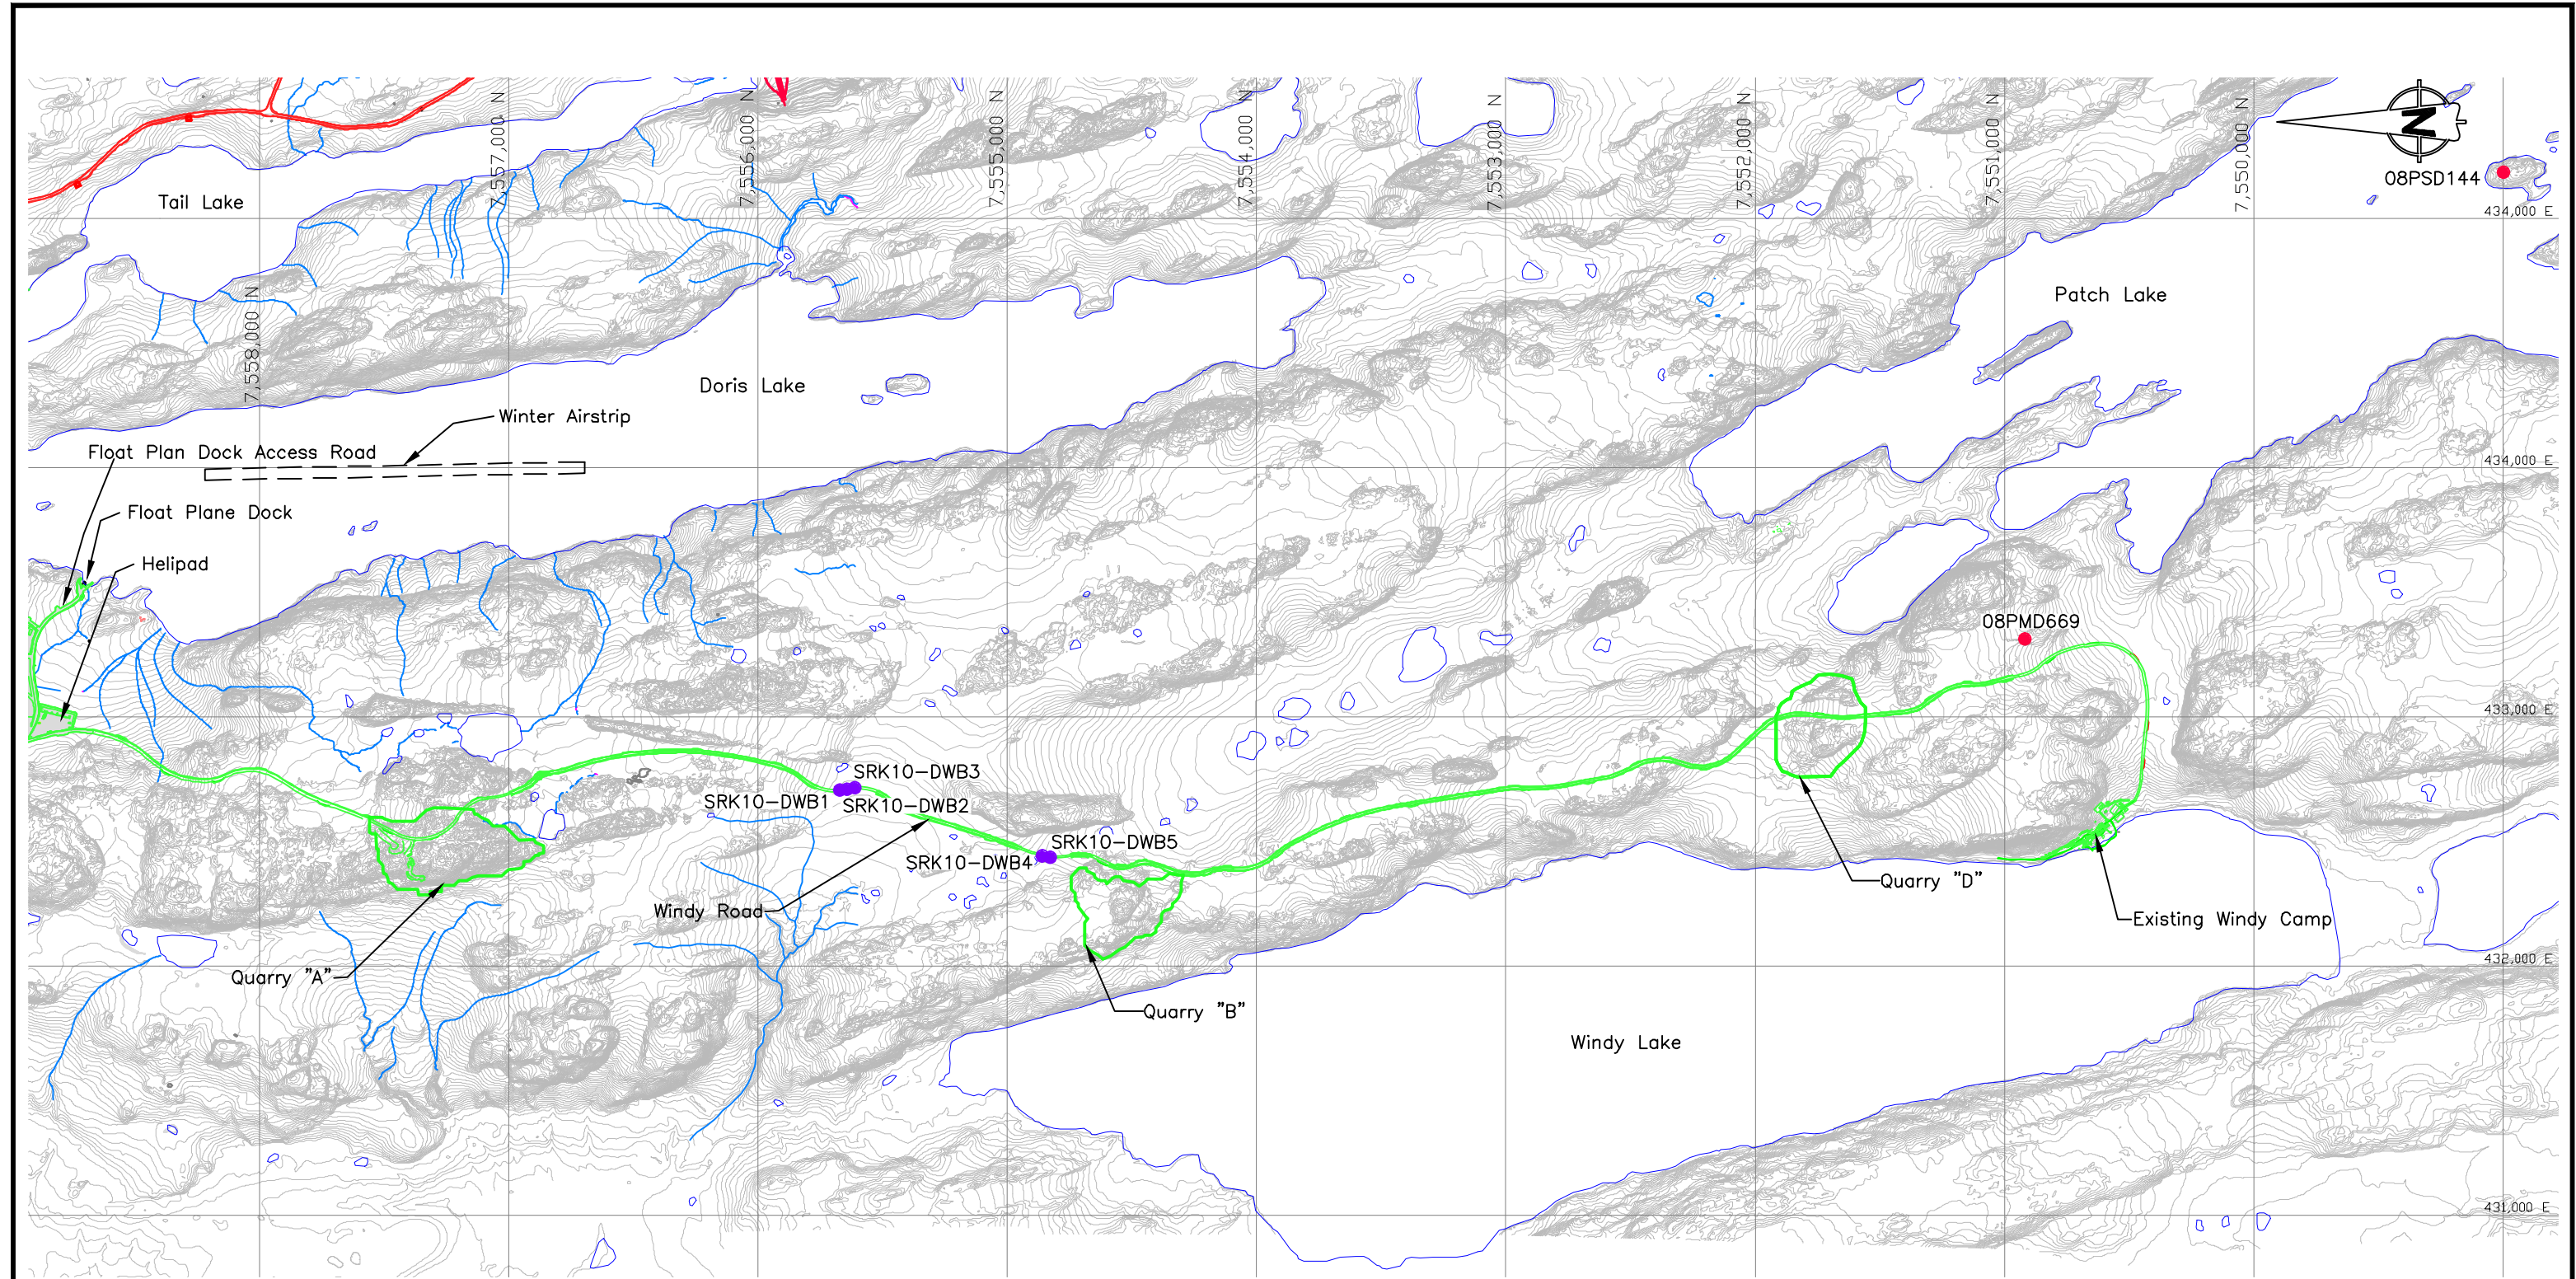 7,557,000 N
7,556,000 N
7,555,000 N
7,554,000 N
7,553,000 N
7,552,000 N
7,551,000 N
7,550,000 N
N
08PSD144
Tail Lake
434,000 E
7,558,000 N
Patch Lake
Doris Lake
Winter Airstrip
Float Plan Dock Access Road
434,000 E
Float Plane Dock
Helipad
08PMD669
433,000 E
SRK10-DWB3
SRK10-DWB1
SRK10-DWB2
SRK10-DWB5
SRK10-DWB4
Quarry "D"
Windy Road
Existing Windy Camp
432,000 E
Quarry "A"
Quarry "B"
Windy Lake
431,000 E